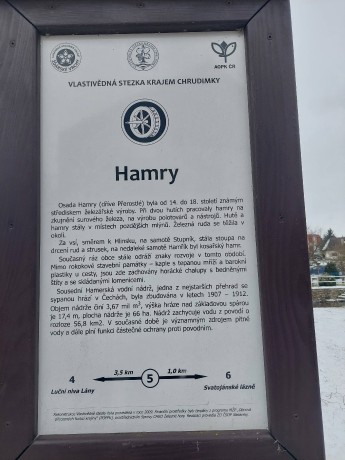 AOPK ČR
VLASTIVĚDNÁ STEZKA KRAJEM CHRUDIMKY
Hamry
Osada Hamry (dříve Přerostlé) byla od 14. do 18. století známým
střediskem železářské výroby. Při dvou hutích pracovaly hamry na
zkujnění surového železa, na výrobu polotovarů a nástrojů. Hutě a
hamry stály v místech pozdějších mlýnů. Železná ruda se těžila v
okolí.
Za vsí, směrem k Hlinsku, na samotě Stupník, stála stoupa na
drcení rud a strusek, na nedaleké samotě Hamřík byl kosařský hamr.
Současný ráz obce stále odráží znaky rozvoje v tomto období.
Mimo rokokové stavební památky – kaple s tepanou mříží a barokní
plastiky u cesty, jsou zde zachovány horácké chalupy s bedněnými
štíty a se skládanými lomenicemi.
Sousední Hamerská vodní nádrž, jedna z nejstarších přehrad se
sypanou hrází v Čechách, byla zbudována v letech 1907 – 1912.
Objem nádrže činí 3,67 mil m³, výška hráze nad základovou spárou
je 17,4 m, plocha nádrže je 66 ha. Nádrž zachycuje vodu z povodí o
rozloze 56,8 km2. V současné době je významným zdrojem pitné
vody a dále plní funkci částečné ochrany proti povodním.
4 3,5 km 5 1,0 km 6
Luční niva Lány Svatojánské lázně